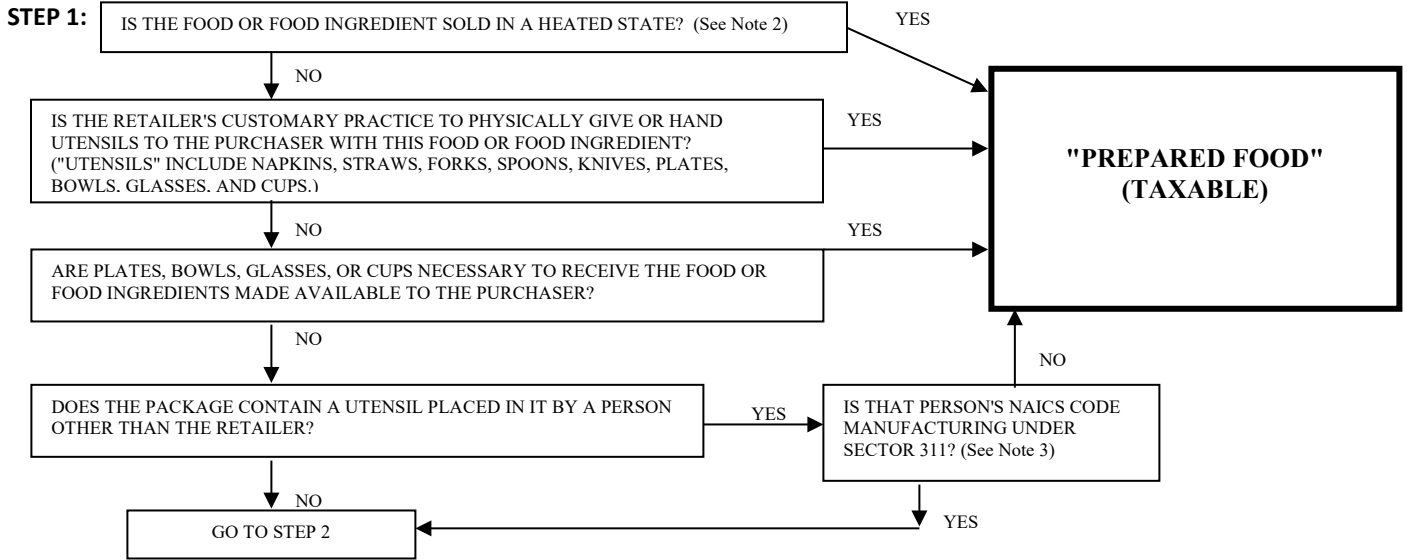 STEP 1:
IS THE FOOD OR FOOD INGREDIENT SOLD IN A HEATED STATE? (See Note 2)
YES
NO
IS THE RETAILER'S CUSTOMARY PRACTICE TO PHYSICALLY GIVE OR HAND
UTENSILS TO THE PURCHASER WITH THIS FOOD OR FOOD INGREDIENT?
("UTENSILS" INCLUDE NAPKINS, STRAWS, FORKS, SPOONS, KNIVES, PLATES,
BOWLS, GLASSES, AND CUPS.)
YES
"PREPARED FOOD"
(TAXABLE)
NO
YES
ARE PLATES, BOWLS, GLASSES, OR CUPS NECESSARY TO RECEIVE THE FOOD OR
FOOD INGREDIENTS MADE AVAILABLE TO THE PURCHASER?
NO
NO
DOES THE PACKAGE CONTAIN A UTENSIL PLACED IN IT BY A PERSON
OTHER THAN THE RETAILER?
YES
IS THAT PERSON'S NAICS CODE
MANUFACTURING UNDER
SECTOR 311? (See Note 3)
NO
YES
GO TO STEP 2